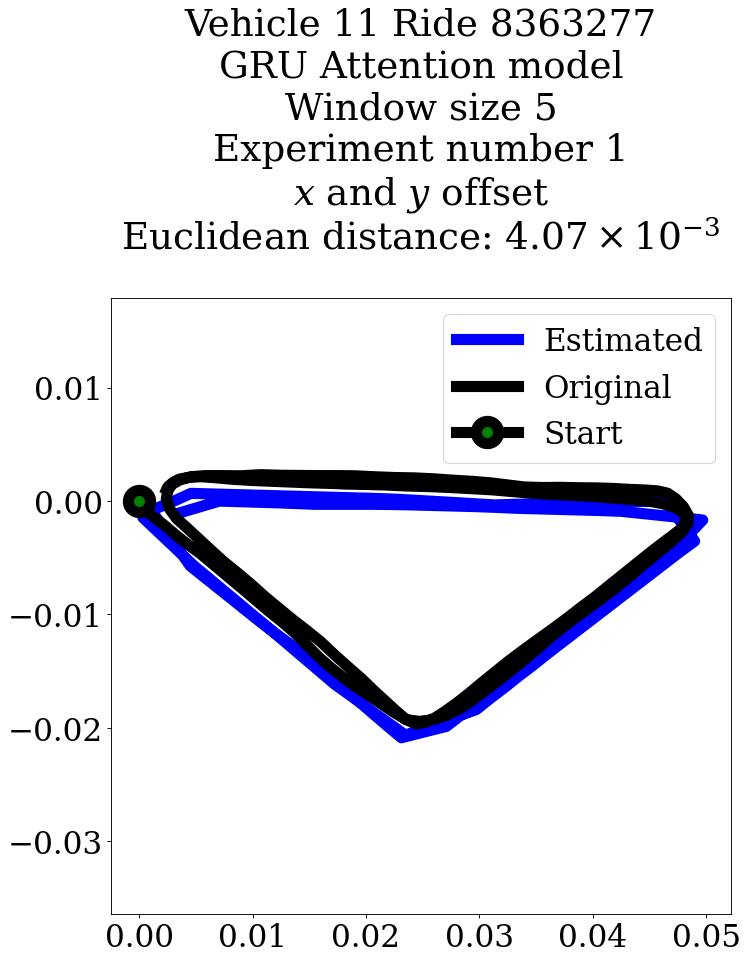 Vehicle 11 Ride 8363277
GRU Attention model
Window size 5
Experiment number 1
x and y offset
Euclidean distance: 4.07 × 10⁻³
Estimated
Original
Start
0.01
0.00
−0.01
−0.02
−0.03
0.00 0.01 0.02 0.03 0.04 0.05